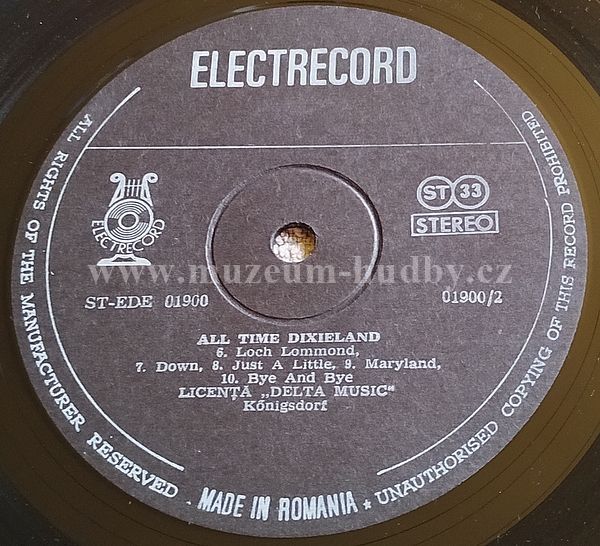 ELECTRECORD
ALL RIGHTS OF THE MANUFACTURER RESERVED
UNAUTHORISED COPYING OF THIS RECORD PROHIBITED
ELECTRECORD
ST 33
STEREO
www.muzeum-hudby.cz
ST-EDE 01900
01900/2
ALL TIME DIXIELAND
6. Loch Lommond,
7. Down, 8. Just A Little, 9. Maryland,
10. Bye And Bye
LICENȚA „DELTA MUSIC"
Kőnigsdorf
· MADE IN ROMANIA ★